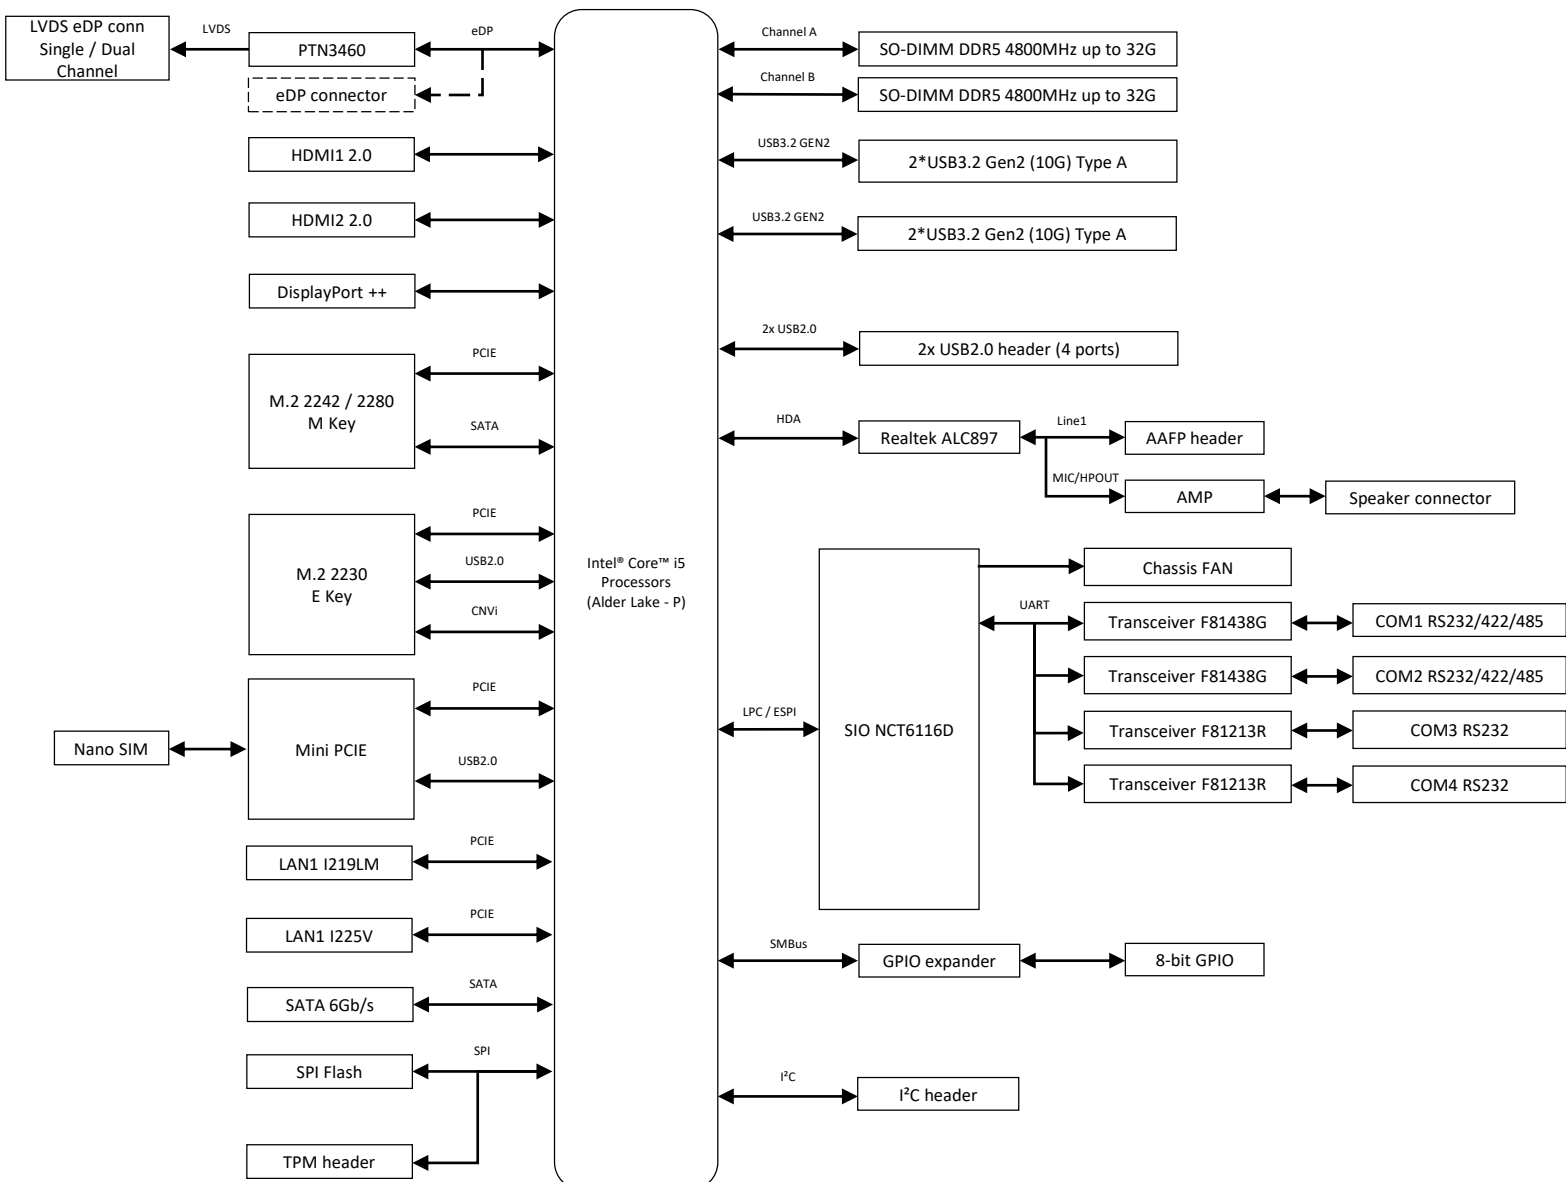 LVDS eDP conn
Single / Dual
Channel
LVDS
PTN3460
eDP
eDP connector
HDMI1 2.0
HDMI2 2.0
DisplayPort ++
M.2 2242 / 2280
M Key
PCIE
SATA
M.2 2230
E Key
PCIE
USB2.0
CNVi
Nano SIM
Mini PCIE
PCIE
USB2.0
LAN1 I219LM
PCIE
LAN1 I225V
PCIE
SATA 6Gb/s
SATA
SPI Flash
SPI
TPM header
Intel® Core™ i5
Processors
(Alder Lake - P)
Channel A
SO-DIMM DDR5 4800MHz up to 32G
Channel B
SO-DIMM DDR5 4800MHz up to 32G
USB3.2 GEN2
2*USB3.2 Gen2 (10G) Type A
USB3.2 GEN2
2*USB3.2 Gen2 (10G) Type A
2x USB2.0
2x USB2.0 header (4 ports)
HDA
Realtek ALC897
Line1
AAFP header
MIC/HPOUT
AMP
Speaker connector
LPC / ESPI
SIO NCT6116D
Chassis FAN
UART
Transceiver F81438G
COM1 RS232/422/485
Transceiver F81438G
COM2 RS232/422/485
Transceiver F81213R
COM3 RS232
Transceiver F81213R
COM4 RS232
SMBus
GPIO expander
8-bit GPIO
I²C
I²C header